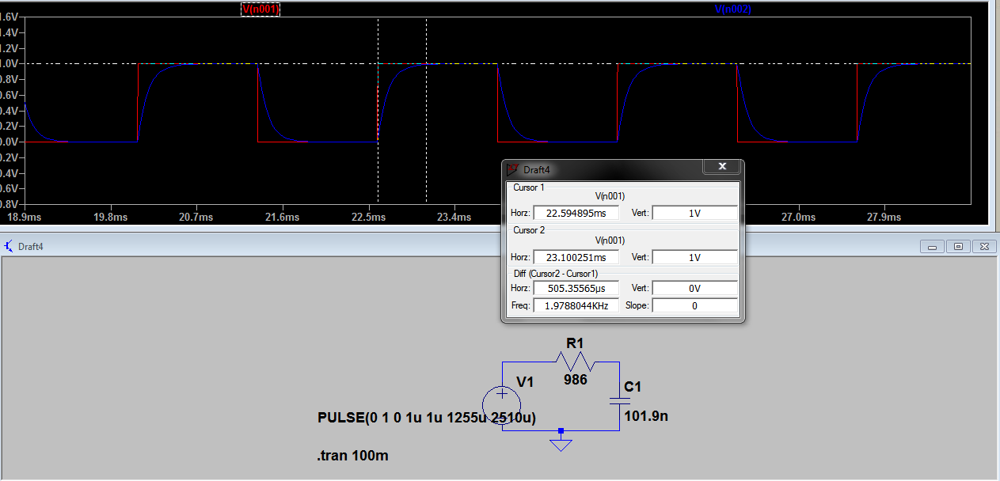 V(n001) V(n002)
1.6V
1.4V
1.2V
1.0V
0.8V
0.6V
0.4V
0.2V
0.0V
0.2V
0.4V
0.6V
0.8V
18.9ms 19.8ms 20.7ms 21.6ms 22.5ms 23.4ms 27.0ms 27.9ms
Draft4
Cursor 1
V(n001)
Horz: 22.594895ms Vert: 1V
Cursor 2
V(n001)
Horz: 23.100251ms Vert: 1V
Diff (Cursor2 - Cursor1)
Horz: 505.35565µs Vert: 0V
Freq: 1.9788044KHz Slope: 0
Draft4
R1
986
V1
C1
101.9n
PULSE(0 1 0 1u 1u 1255u 2510u)
.tran 100m